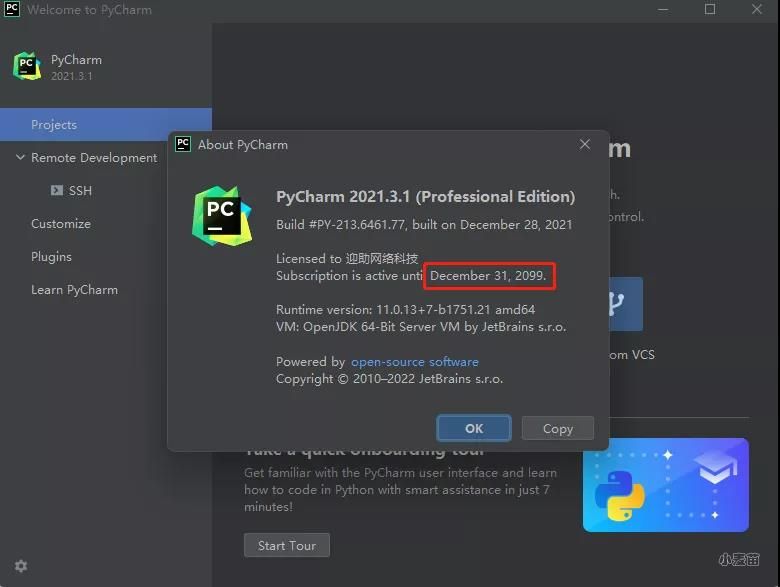 Welcome to PyCharm
PyCharm
2021.3.1
Projects
Remote Development
SSH
Customize
Plugins
Learn PyCharm
About PyCharm
PyCharm 2021.3.1 (Professional Edition)
Build #PY-213.6461.77, built on December 28, 2021
Licensed to 迎助网络科技
Subscription is active until December 31, 2099.
Runtime version: 11.0.13+7-b1751.21 amd64
VM: OpenJDK 64-Bit Server VM by JetBrains s.r.o.
Powered by open-source software
Copyright © 2010–2022 JetBrains s.r.o.
OK
Copy
m
h.
ontrol.
om VCS
Take a quick onboarding tour
Get familiar with the PyCharm user interface and learn
how to code in Python with smart assistance in just 7
minutes!
Start Tour
小麦苗